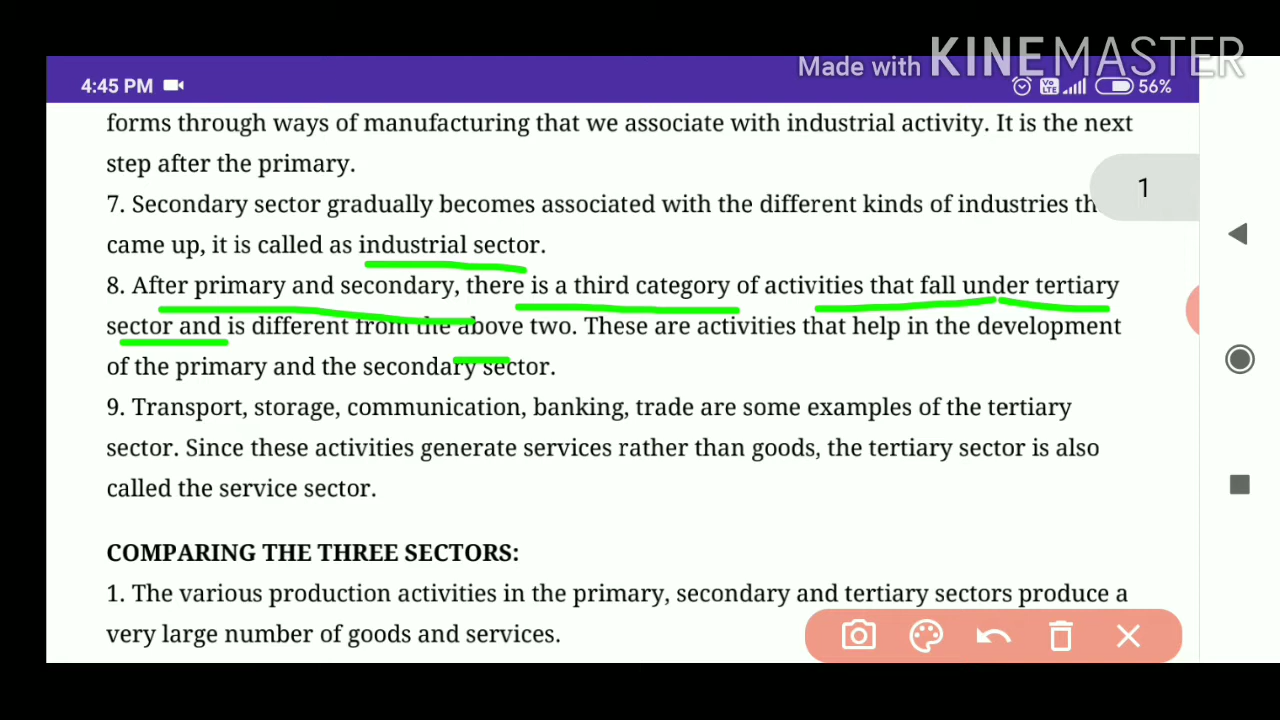 Made with KINEMASTER
4:45 PM Vo LTE 56%
forms through ways of manufacturing that we associate with industrial activity. It is the next
step after the primary.
1
7. Secondary sector gradually becomes associated with the different kinds of industries
came up, it is called as industrial sector.
8. After primary and secondary, there is a third category of activities that fall under tertiary
sector and is different from the above two. These are activities that help in the development
of the primary and the secondary sector.
9. Transport, storage, communication, banking, trade are some examples of the tertiary
sector. Since these activities generate services rather than goods, the tertiary sector is also
called the service sector.
COMPARING THE THREE SECTORS:
1. The various production activities in the primary, secondary and tertiary sectors produce a
very large number of goods and services.